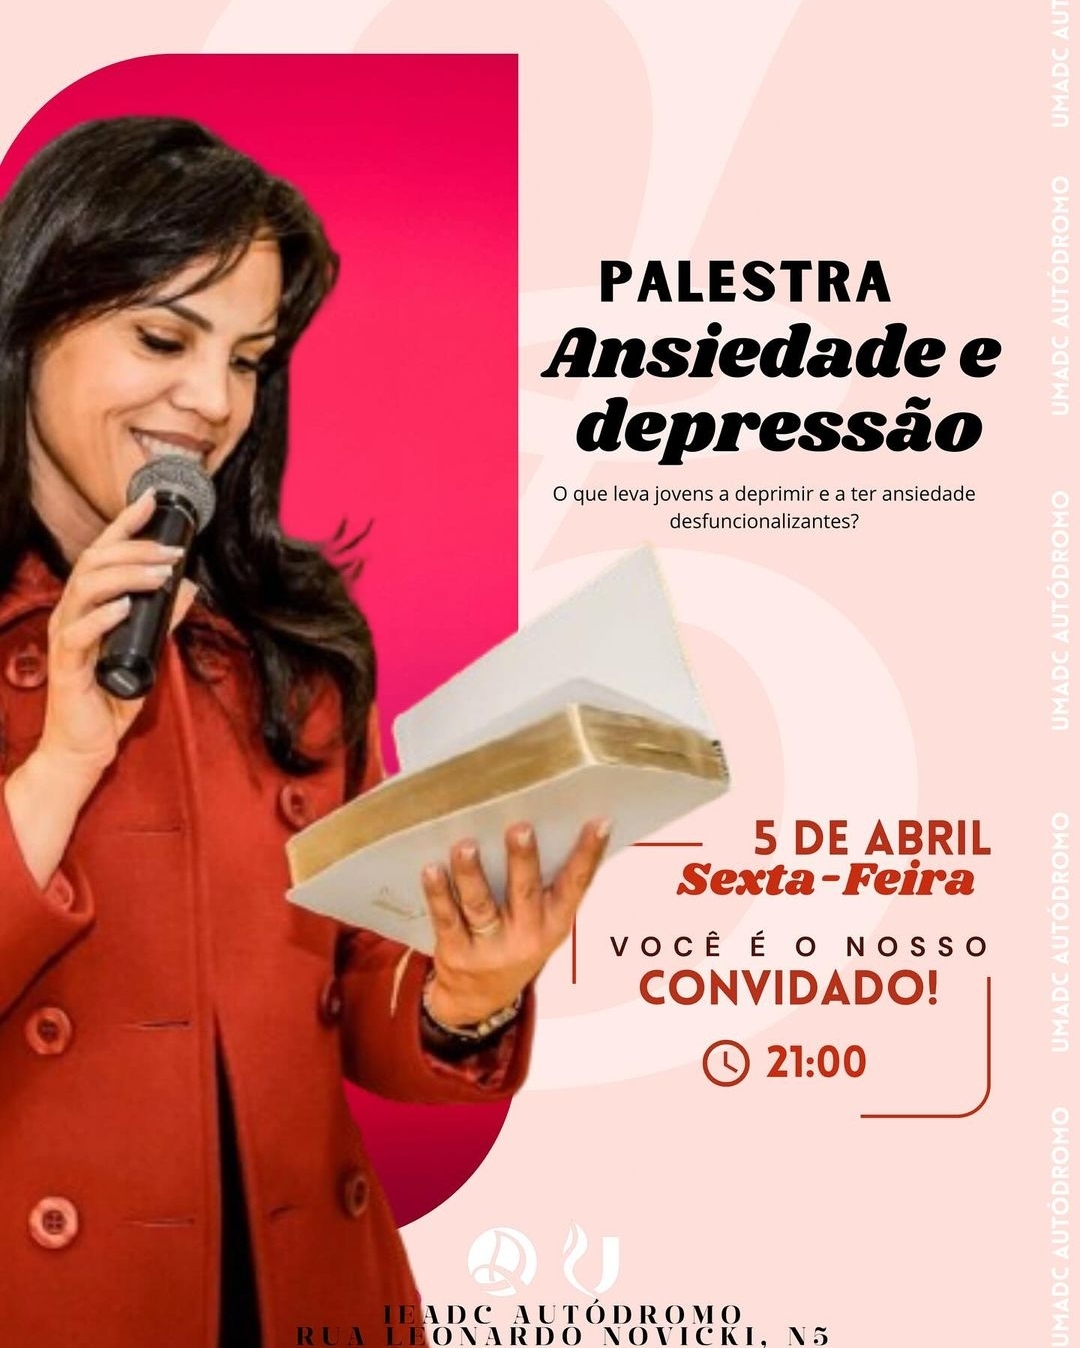 PALESTRA
Ansiedade e
depressão
O que leva jovens a deprimir e a ter ansiedade
desfuncionalizantes?
5 DE ABRIL
Sexta-Feira
VOCÊ É O NOSSO
CONVIDADO!
21:00
IEADC AUTÓDROMO
RUA LEONARDO NOVICKI, N5
UMADC AUTÓDROMO
UMADC AUTÓDROMO
UMADC AUTÓDROMO
UMADC AUTÓDROMO
UMADC AUT